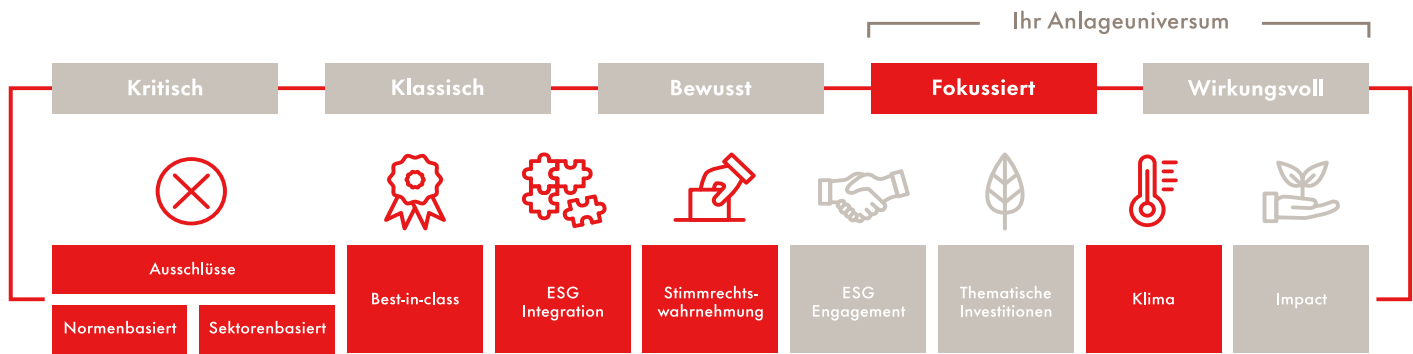 Ihr Anlageuniversum
Kritisch
Klassisch
Bewusst
Fokussiert
Wirkungsvoll
Ausschlüsse
Normenbasiert
Sektorenbasiert
Best-in-class
ESG
Integration
Stimmrechts-
wahrnehmung
ESG
Engagement
Thematische
Investitionen
Klima
Impact